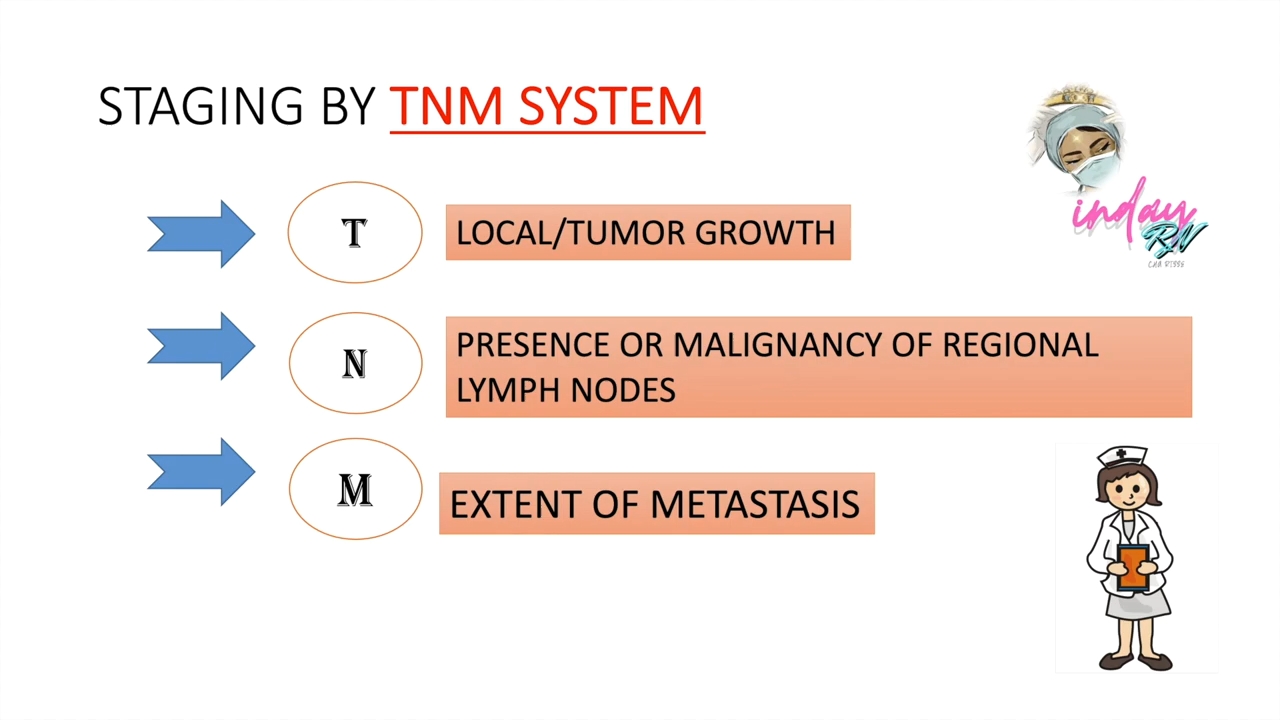 STAGING BY TNM SYSTEM
T
LOCAL/TUMOR GROWTH
N
PRESENCE OR MALIGNANCY OF REGIONAL
LYMPH NODES
M
EXTENT OF METASTASIS
inday
RN